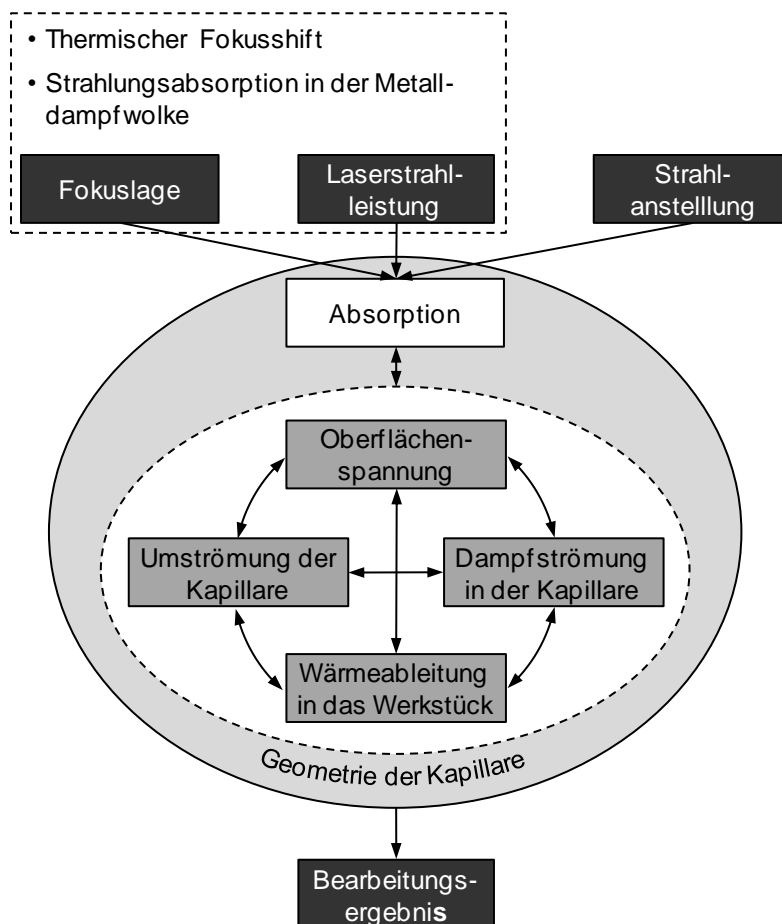 • Thermischer Fokusshift
• Strahlungsabsorption in der Metall-
dampfwolke
Fokuslage
Laserstrahl-
leistung
Strahl-
anstelllung
Absorption
Oberflächen-
spannung
Umströmung der
Kapillare
Dampfströmung
in der Kapillare
Wärmeableitung
in das Werkstück
Geometrie der Kapillare
Bearbeitungs-
ergebnis